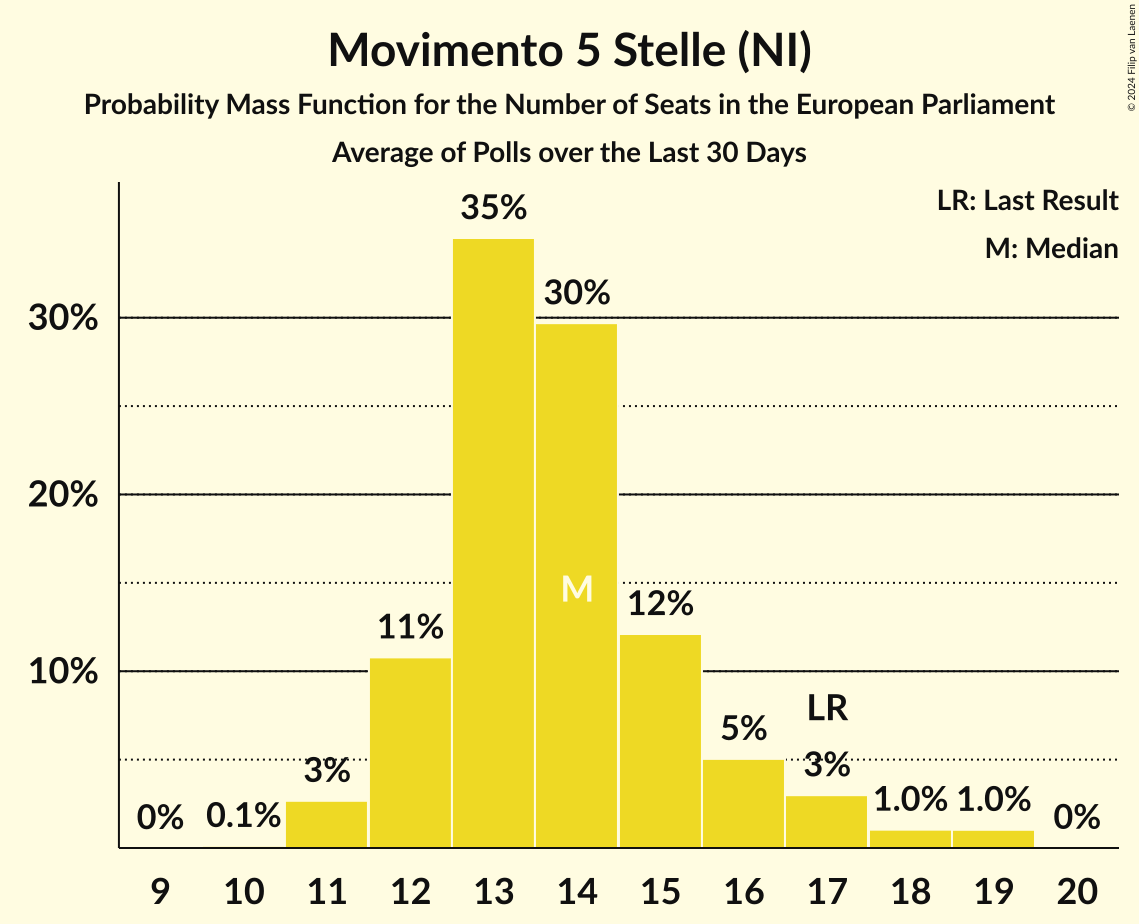 Movimento 5 Stelle (NI)
Probability Mass Function for the Number of Seats in the European Parliament
Average of Polls over the Last 30 Days
© 2024 Filip van Laenen
LR: Last Result
M: Median
35%
30%
30%
20%
M
12%
11%
10%
LR
5%
3%
3%
0%
0.1%
1.0%
1.0%
0%
9 10 11 12 13 14 15 16 17 18 19 20